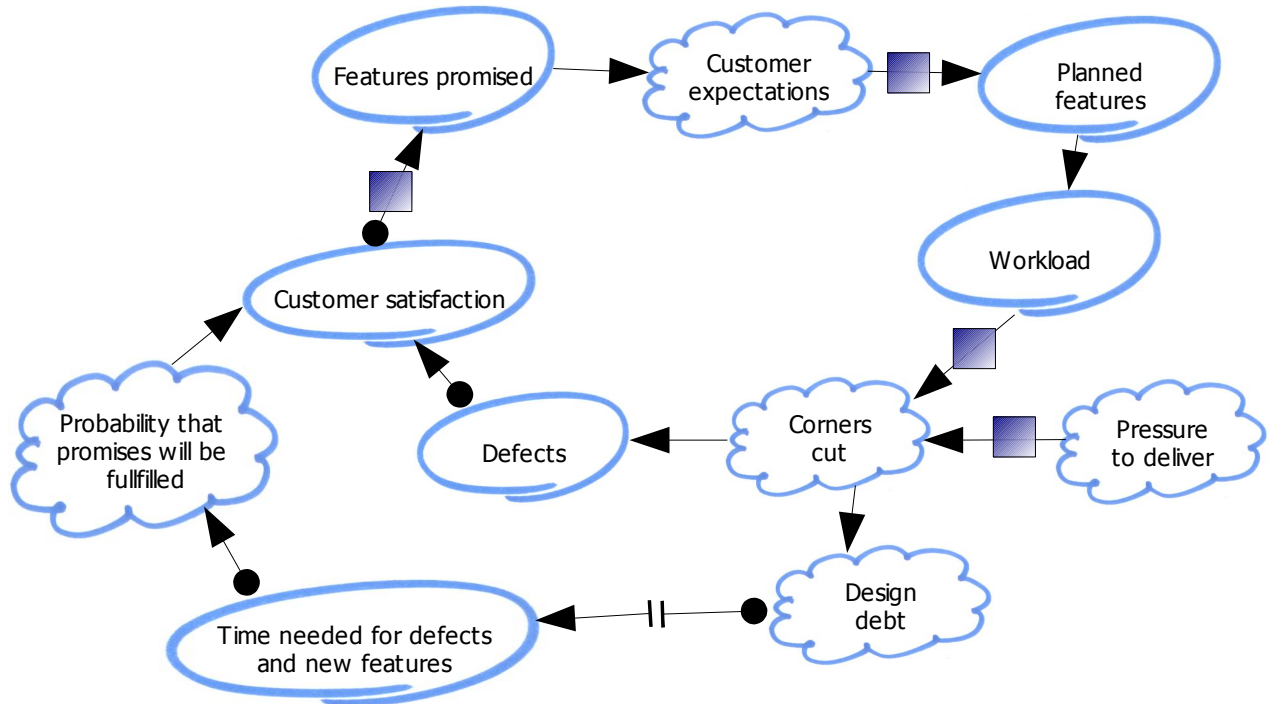 Features promised
Customer
expectations
Planned
features
Workload
Customer satisfaction
Probability that
promises will be
fullfilled
Defects
Corners
cut
Pressure
to deliver
Design
debt
Time needed for defects
and new features